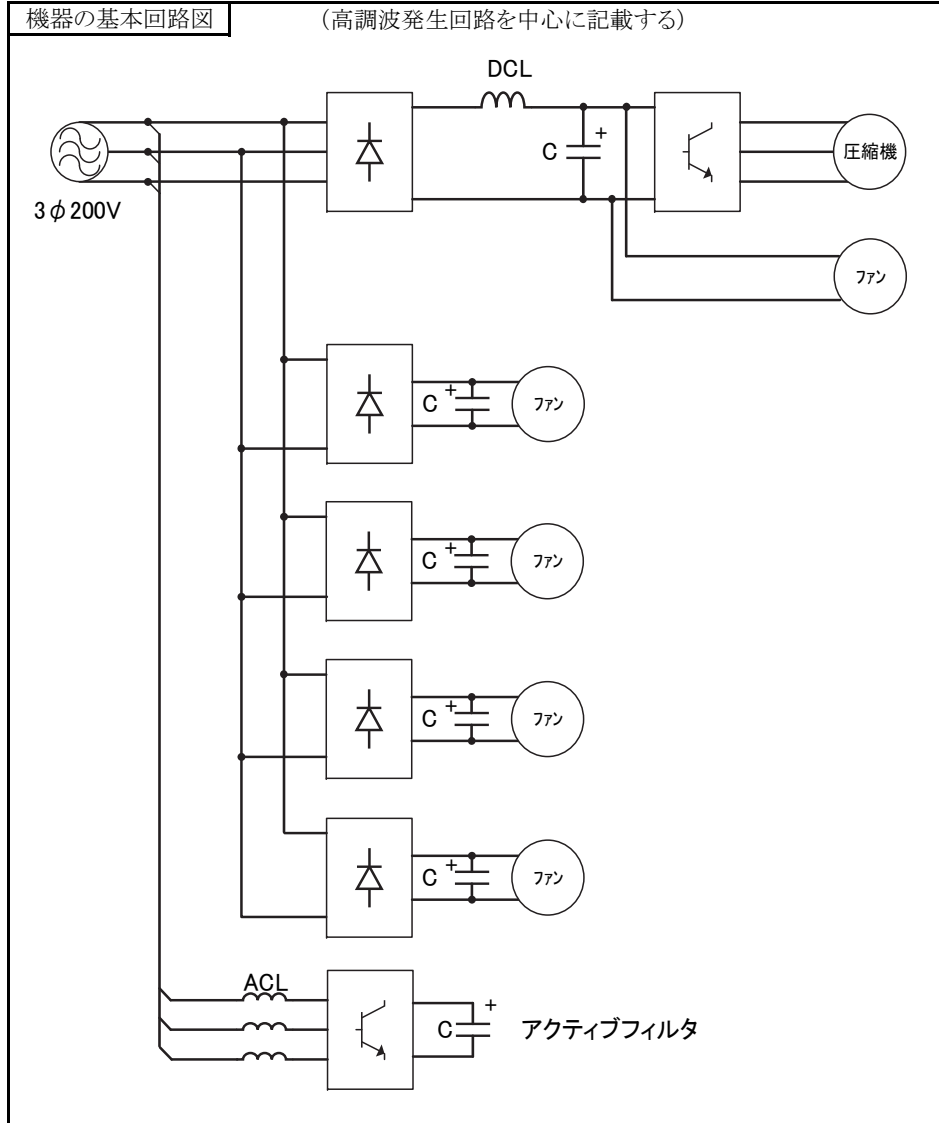 機器の基本回路図
(高調波発生回路を中心に記載する)
DCL
C
+
圧縮機
3φ200V
ファン
C
+
ファン
C
+
ファン
C
+
ファン
C
+
ファン
ACL
C
+
アクティブフィルタ